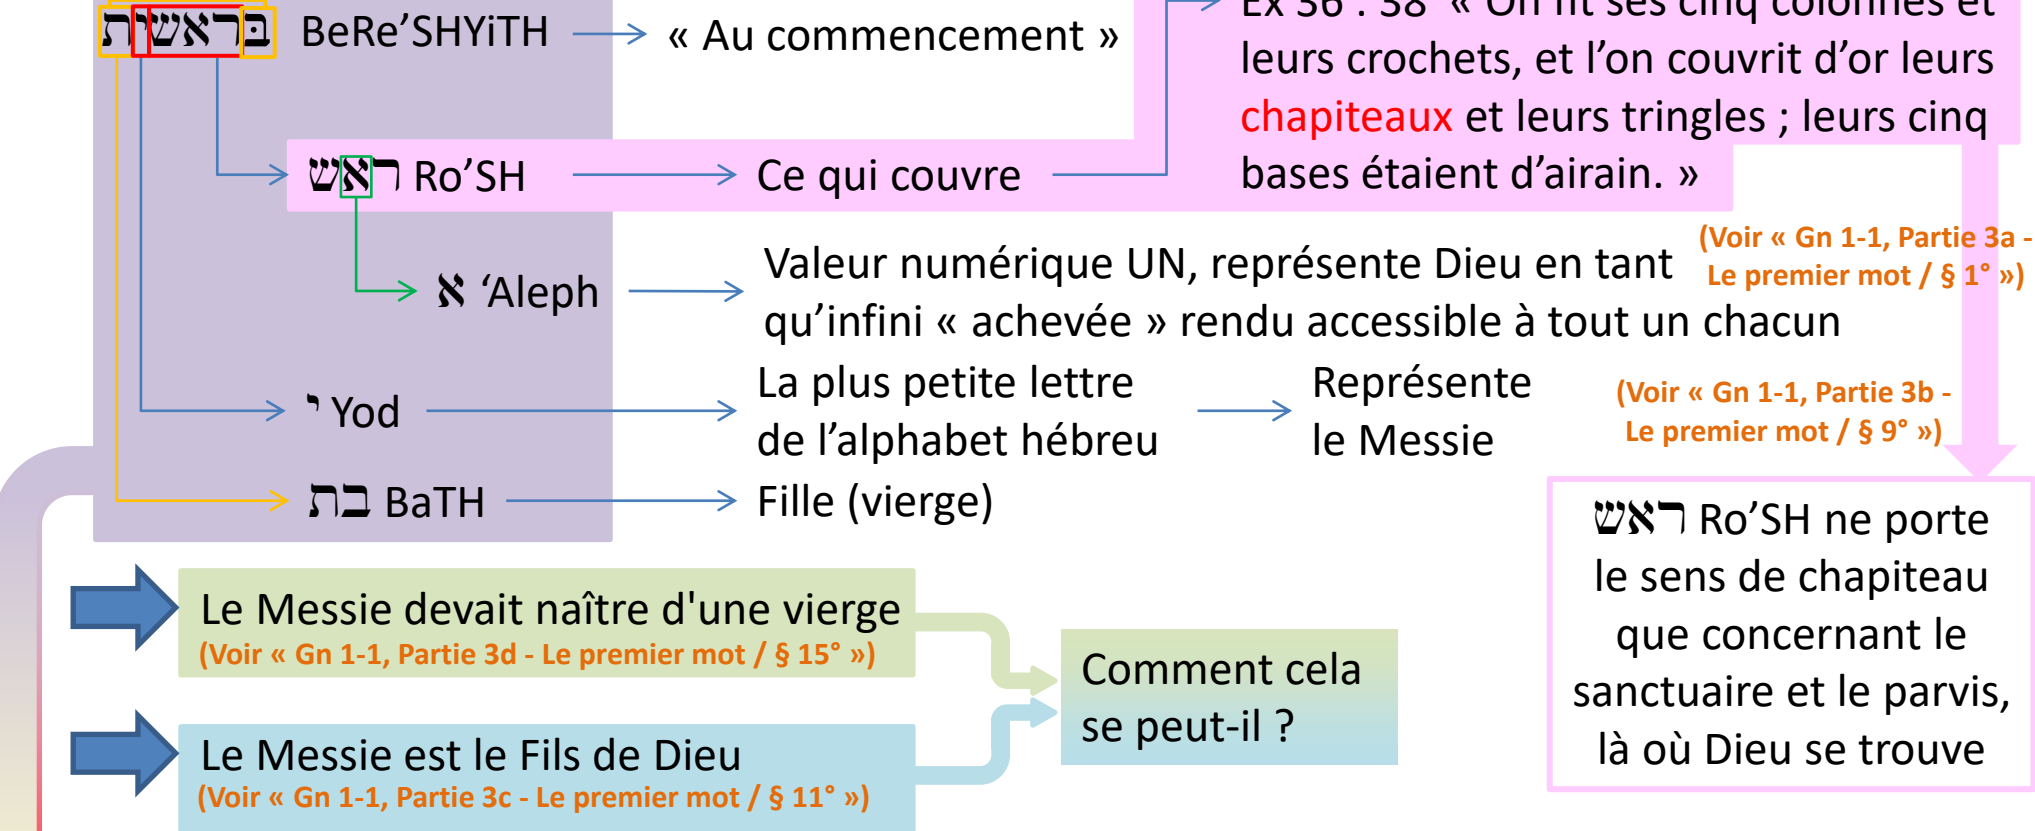 בּראשׁית BeRe’SHYiTH
« Au commencement »
Ex 36 : 38 « On fit ses cinq colonnes et
leurs crochets, et l’on couvrit d’or leurs
chapiteaux et leurs tringles ; leurs cinq
bases étaient d’airain. »
ראשׁ Ro’SH
Ce qui couvre
א ‘Aleph
Valeur numérique UN, représente Dieu en tant
qu’infini « achevée » rendu accessible à tout un chacun
(Voir « Gn 1-1, Partie 3a -
Le premier mot / § 1° »)
י Yod
La plus petite lettre
de l’alphabet hébreu
Représente
le Messie
(Voir « Gn 1-1, Partie 3b -
Le premier mot / § 9° »)
בת BaTH
Fille (vierge)
ראשׁ Ro’SH ne porte
le sens de chapiteau
que concernant le
sanctuaire et le parvis,
là où Dieu se trouve
Le Messie devait naître d'une vierge
(Voir « Gn 1-1, Partie 3d - Le premier mot / § 15° »)
Le Messie est le Fils de Dieu
(Voir « Gn 1-1, Partie 3c - Le premier mot / § 11° »)
Comment cela
se peut-il ?